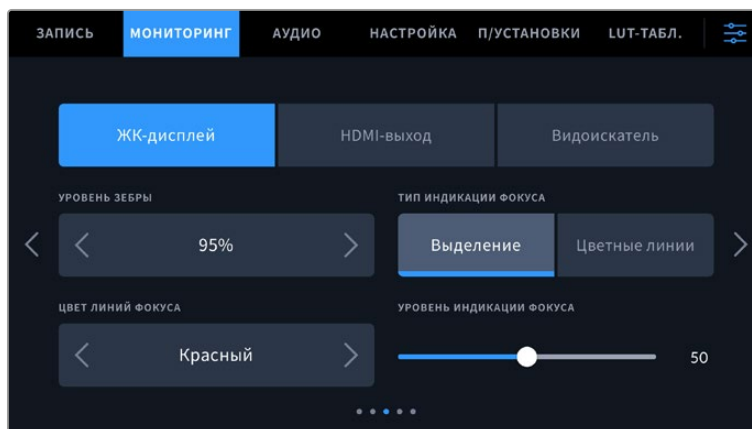 ЗАПИСЬ МОНИТОРИНГ АУДИО НАСТРОЙКА П/УСТАНОВКИ LUT-ТАБЛ.
ЖК-дисплей HDMI-выход Видоискатель
УРОВЕНЬ ЗЕБРЫ ТИП ИНДИКАЦИИ ФОКУСА
95% Выделение Цветные линии
ЦВЕТ ЛИНИЙ ФОКУСА УРОВЕНЬ ИНДИКАЦИИ ФОКУСА
Красный 50